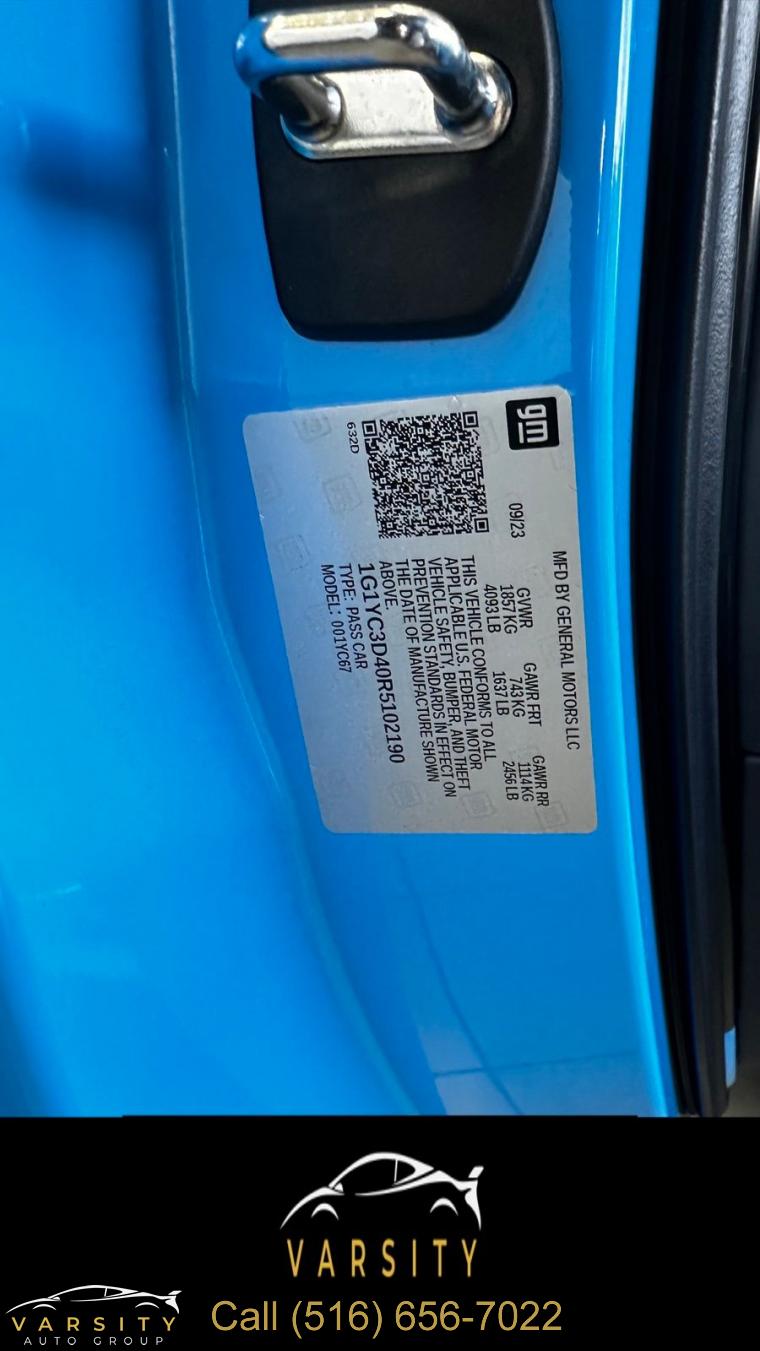 gm
MFD BY GENERAL MOTORS LLC
09/23
GVWR GAWR FRT GAWR RR
1857 KG 743 KG 1114 KG
4093 LB 1637 LB 2456 LB
THIS VEHICLE CONFORMS TO ALL
APPLICABLE U.S. FEDERAL MOTOR
VEHICLE SAFETY, BUMPER, AND THEFT
PREVENTION STANDARDS IN EFFECT ON
THE DATE OF MANUFACTURE SHOWN
ABOVE.
1G1YC3D40R5102190
TYPE: PASS CAR
MODEL: 001YC67
632D
VARSITY
VARSITY
AUTO GROUP
Call (516) 656-7022